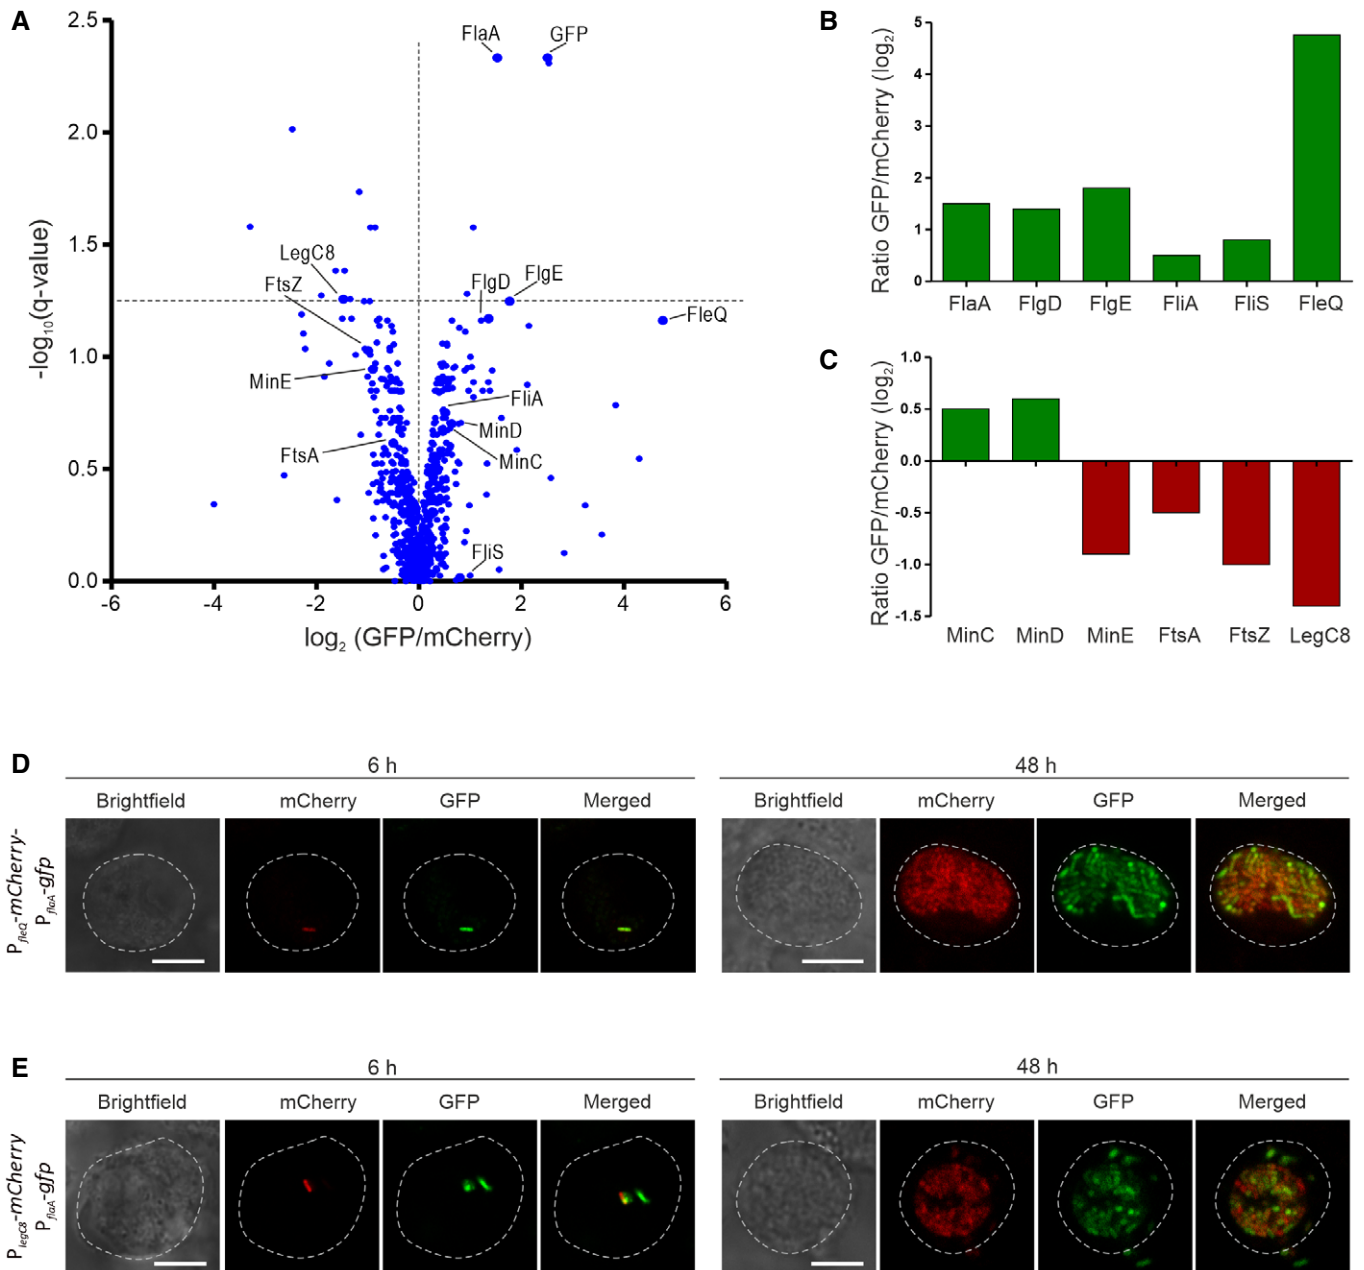 A
2.5
2.0
1.5
1.0
0.5
0.0
-log10(q-value)
-6 -4 -2 0 2 4 6
log2 (GFP/mCherry)
FlaA GFP
LegC8
FtsZ
FlgD FlgE
FleQ
MinE
FliA
MinD
FtsA
MinC
FliS
B
Ratio GFP/mCherry (log2)
5
4
3
2
1
0
FlaA FlgD FlgE FliA FliS FleQ
C
Ratio GFP/mCherry (log2)
1.0
0.5
0.0
-0.5
-1.0
-1.5
MinC MinD MinE FtsA FtsZ LegC8
D
6 h 48 h
Brightfield mCherry GFP Merged Brightfield mCherry GFP Merged
PfleQ-mCherry-
PflaA-gfp
E
6 h 48 h
Brightfield mCherry GFP Merged Brightfield mCherry GFP Merged
PlegC8-mCherry
PflaA-gfp